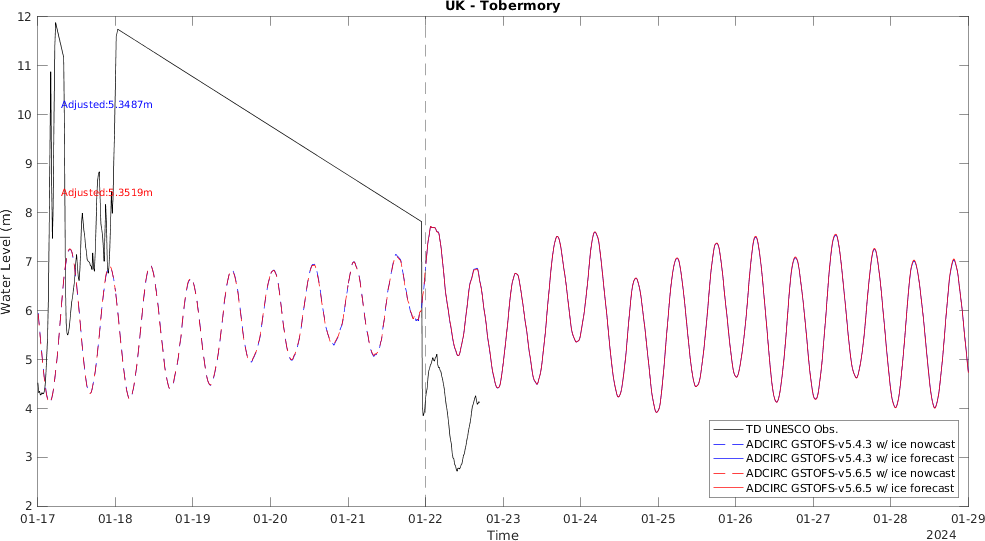 UK - Tobermory
12
11
10
9
8
7
6
5
4
3
2
Water Level (m)
Adjusted:5.3487m
Adjusted:5.3519m
TD UNESCO Obs.
ADCIRC GSTOFS-v5.4.3 w/ ice nowcast
ADCIRC GSTOFS-v5.4.3 w/ ice forecast
ADCIRC GSTOFS-v5.6.5 w/ ice nowcast
ADCIRC GSTOFS-v5.6.5 w/ ice forecast
01-17 01-18 01-19 01-20 01-21 01-22 01-23 01-24 01-25 01-26 01-27 01-28 01-29
Time
2024